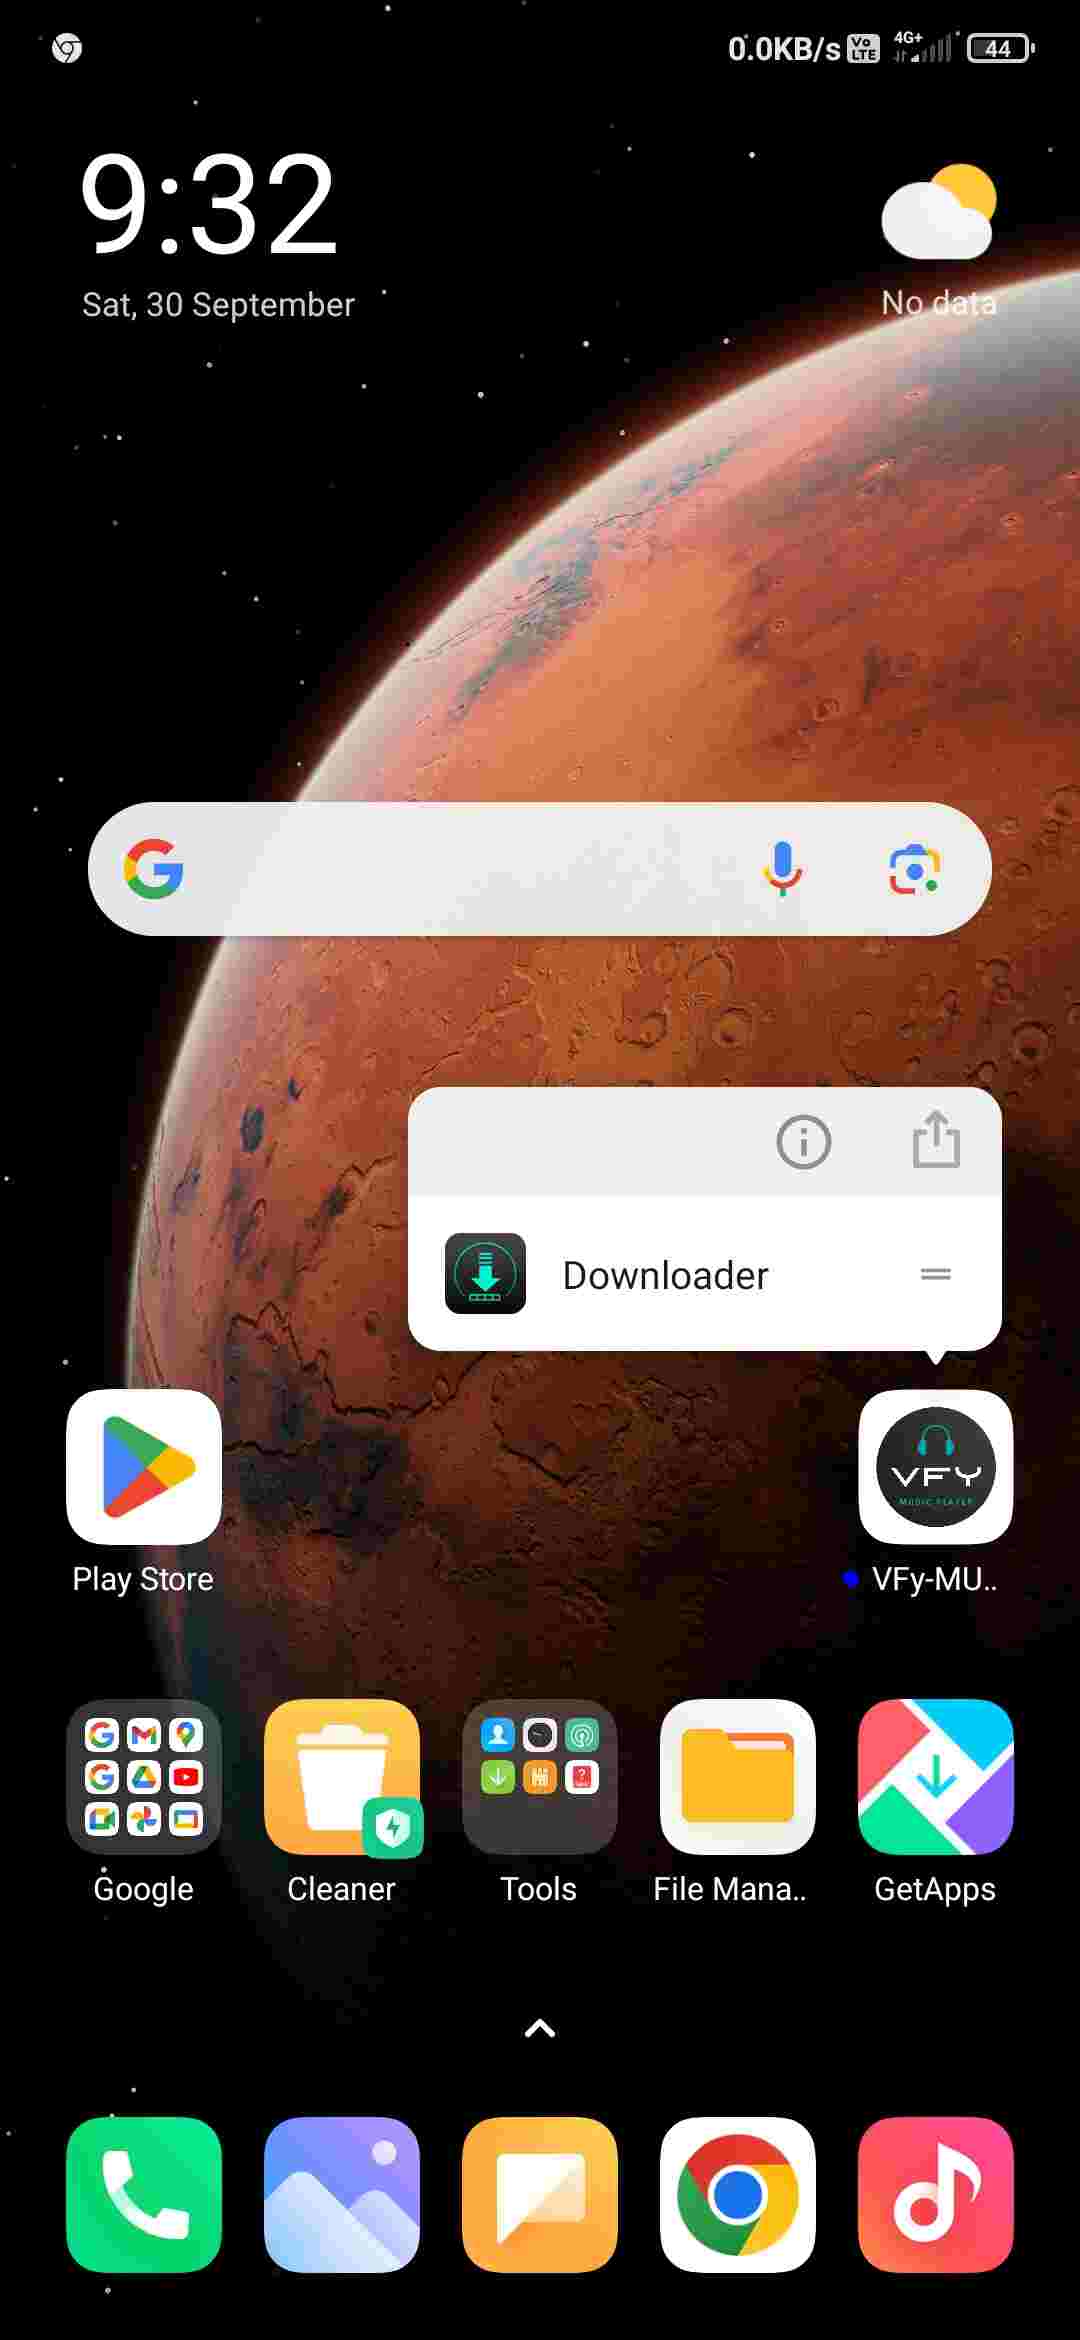 0.0KB/s Vo LTE 4G+ 44
9:32
Sat, 30 September
No data
Downloader
VFY
MUSIC PLAYER
Play Store
VFy-MU..
Google
Cleaner
Tools
File Mana..
GetApps